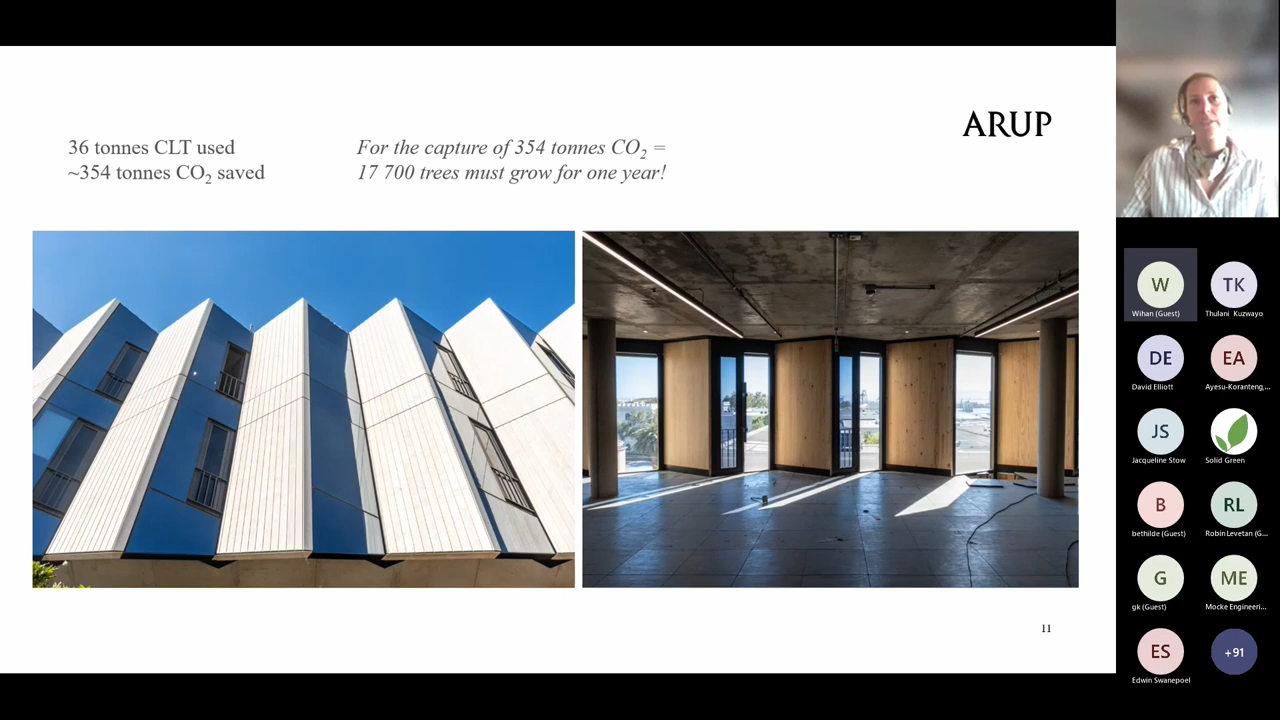 36 tonnes CLT used
~354 tonnes CO₂ saved
For the capture of 354 tonnes CO₂ =
17 700 trees must grow for one year!
ARUP
11
W
Wihan (Guest)
TK
Thulani Kuzwayo
DE
David Elliott
EA
Ayesu-Koranteng,...
JS
Jacqueline Stow
Solid Green
B
bethilde (Guest)
RL
Robin Levetan (G...
G
gk (Guest)
ME
Mocke Engineeri...
ES
Edwin Swanepoel
+91